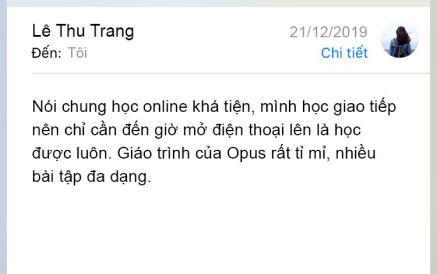 Lê Thu Trang
21/12/2019
Đến: Tôi
Chi tiết
Nói chung học online khá tiện, mình học giao tiếp
nên chỉ cần đến giờ mở điện thoại lên là học
được luôn. Giáo trình của Opus rất tỉ mỉ, nhiều
bài tập đa dạng.